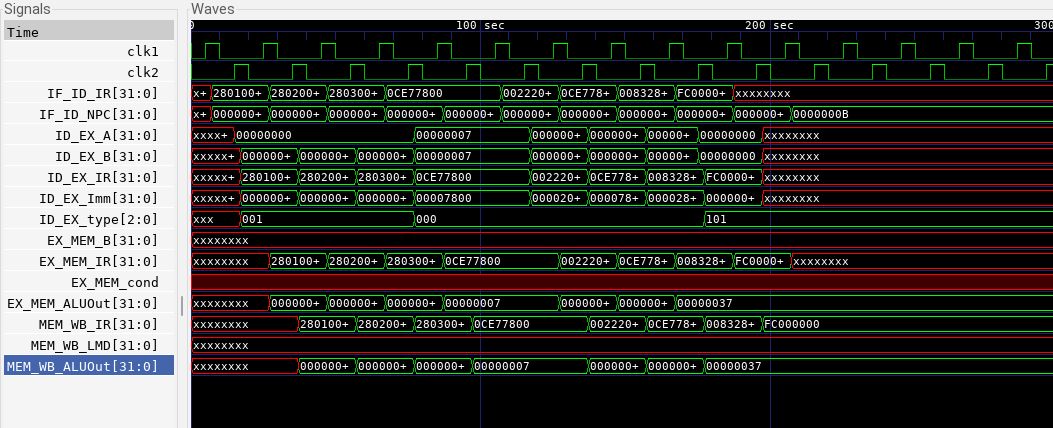 Signals Waves
Time 0 100 sec 200 sec 300
clk1
clk2
IF_ID_IR[31:0] x+ 280100+ 280200+ 280300+ 0CE77800 002220+ 0CE778+ 008328+ FC0000+ xxxxxxxx
IF_ID_NPC[31:0] x+ 000000+ 000000+ 000000+ 000000+ 000000+ 000000+ 000000+ 000000+ 000000+ 0000000B
ID_EX_A[31:0] xxxx+ 00000000 00000007 000000+ 000000+ 00000+ 00000000 xxxxxxxx
ID_EX_B[31:0] xxxxx+ 000000+ 000000+ 000000+ 00000007 000000+ 000000+ 00000+ 00000000 xxxxxxxx
ID_EX_IR[31:0] xxxxx+ 280100+ 280200+ 280300+ 0CE77800 002220+ 0CE778+ 008328+ FC0000+ xxxxxxxx
ID_EX_Imm[31:0] xxxxx+ 000000+ 000000+ 000000+ 00007800 000020+ 000078+ 000028+ 000000+ xxxxxxxx
ID_EX_type[2:0] xxx 001 000 101
EX_MEM_B[31:0] xxxxxxxx
EX_MEM_IR[31:0] xxxxxxxx 280100+ 280200+ 280300+ 0CE77800 002220+ 0CE778+ 008328+ FC0000+ xxxxxxxx
EX_MEM_cond
EX_MEM_ALUOut[31:0] xxxxxxxx 000000+ 000000+ 000000+ 00000007 000000+ 000000+ 00000037
MEM_WB_IR[31:0] xxxxxxxx 280100+ 280200+ 280300+ 0CE77800 002220+ 0CE778+ 008328+ FC000000
MEM_WB_LMD[31:0] xxxxxxxx
MEM_WB_ALUOut[31:0] xxxxxxxx 000000+ 000000+ 000000+ 00000007 000000+ 000000+ 00000037